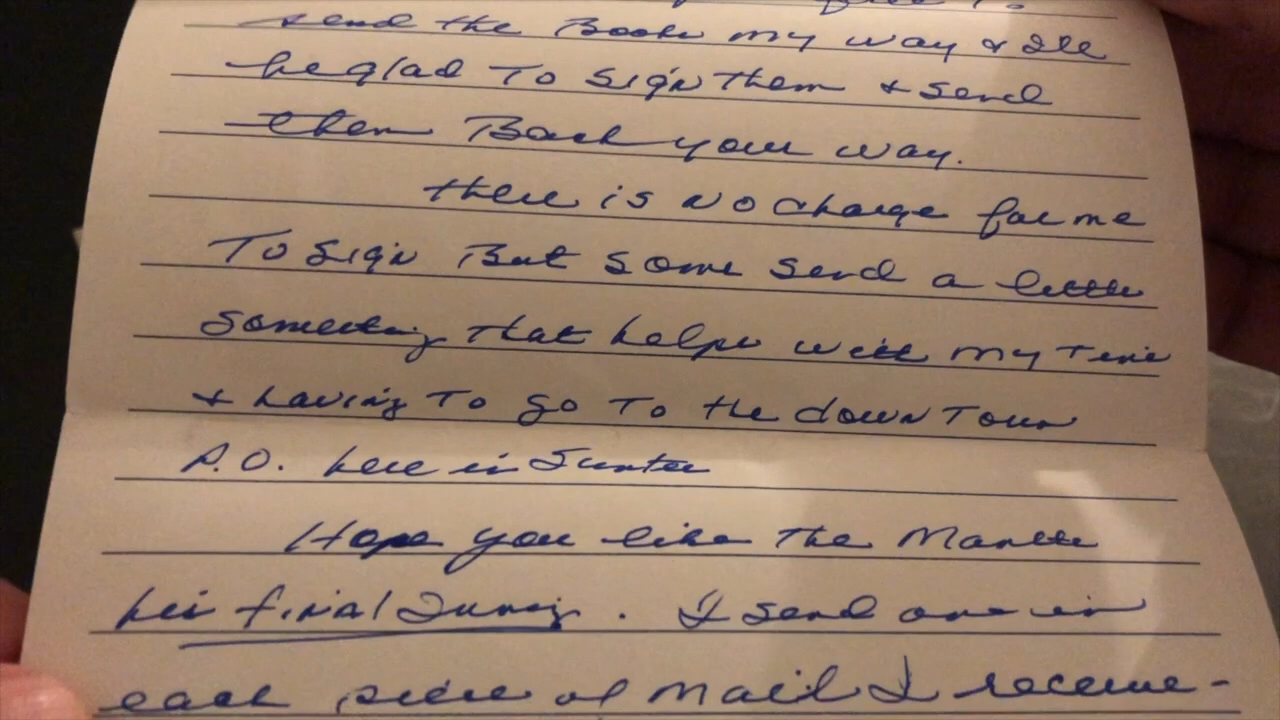 send the Books my way & Ill
be glad To Sign Them & Send
them Back your way.
there is NO charge for me
To Sign But Some Send a little
Something That helps with my Time
& having To go To the down Town
P.O. here in Sumter
Hope you like The Mantle
his final Inning. I send one in
each piece of Mail I receive-